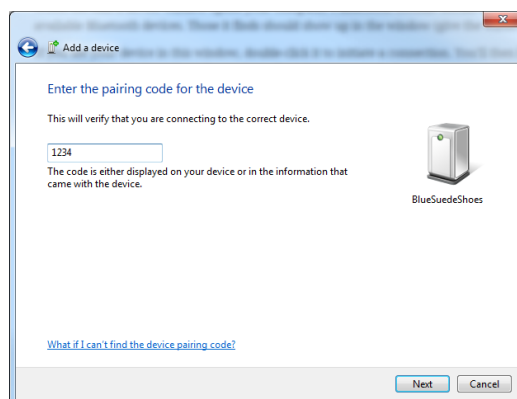 Add a device
Enter the pairing code for the device
This will verify that you are connecting to the correct device.
1234
The code is either displayed on your device or in the information that
came with the device.
BlueSuedeShoes
What if I can't find the device pairing code?
Next
Cancel